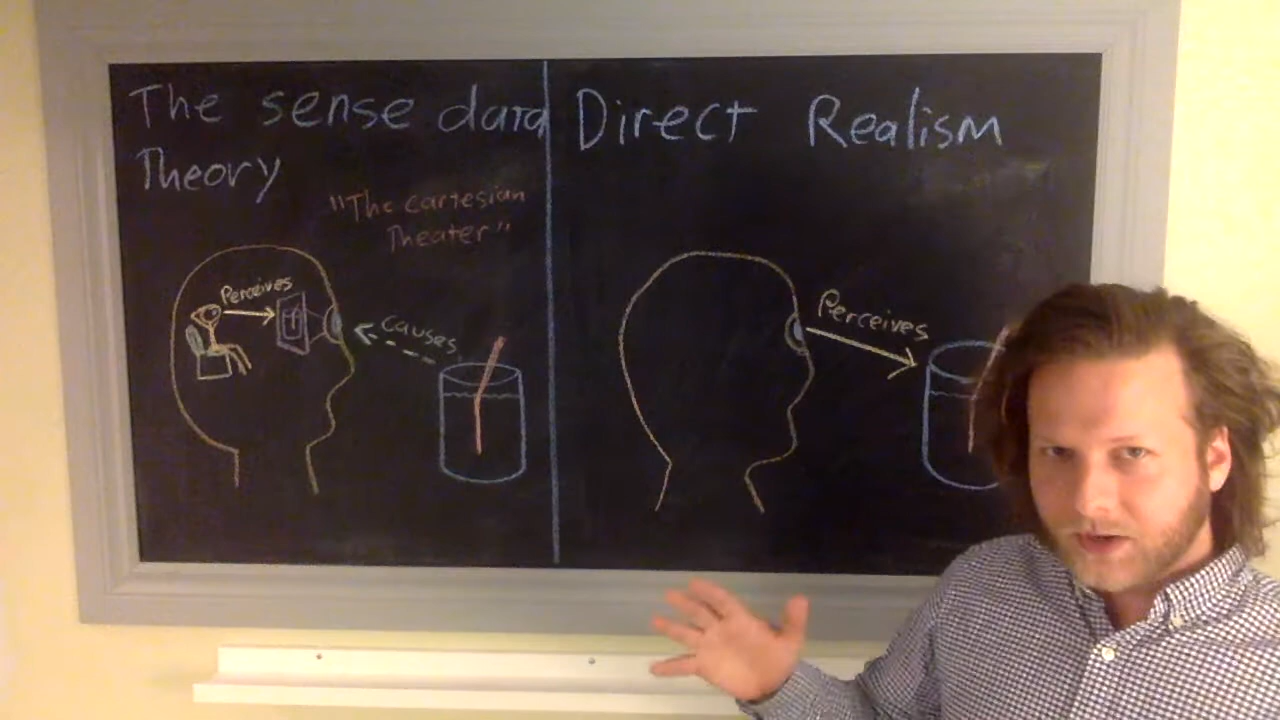 The sense data
Theory
"The Cartesian
Theater"
Perceives
causes
Direct Realism
Perceives